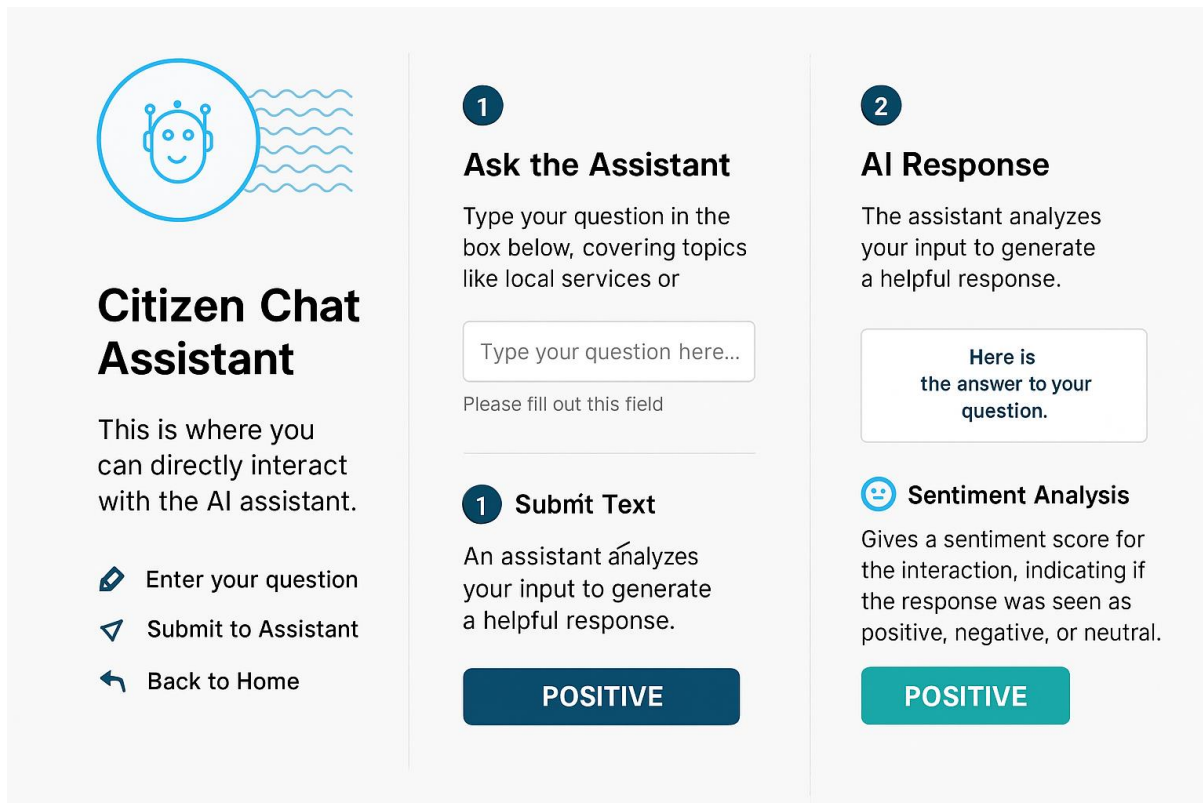 Citizen Chat
Assistant
This is where you
can directly interact
with the AI assistant.
Enter your question
Submit to Assistant
Back to Home
1
Ask the Assistant
Type your question in the
box below, covering topics
like local services or
Type your question here...
Please fill out this field
1 Submit Text
An assistant analyzes
your input to generate
a helpful response.
POSITIVE
2
AI Response
The assistant analyzes
your input to generate
a helpful response.
Here is
the answer to your
question.
Sentiment Analysis
Gives a sentiment score for
the interaction, indicating if
the response was seen as
positive, negative, or neutral.
POSITIVE